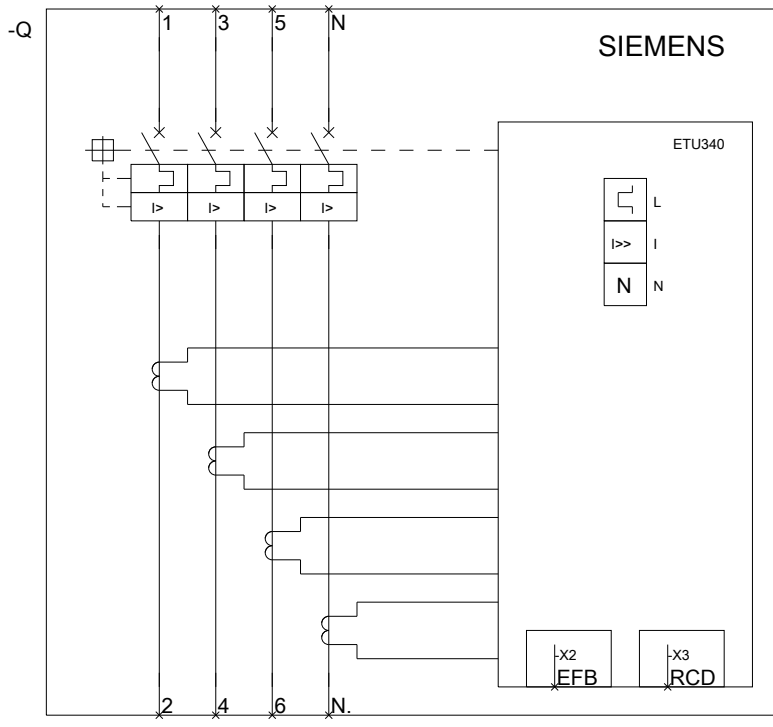 -Q
1 3 5 N
SIEMENS
ETU340
I> I> I> I>
L
I>> I
N N
-X2 -X3
EFB RCD
2 4 6 N.